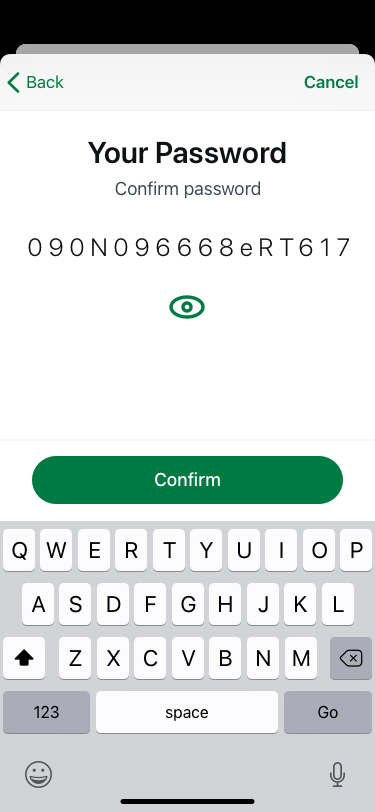 Back Cancel
Your Password
Confirm password
090N096668eRT617
Confirm
Q W E R T Y U I O P
A S D F G H J K L
Z X C V B N M
123 space Go